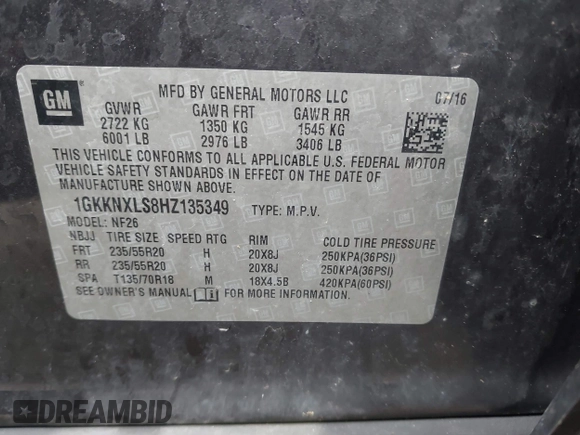 GM
MFD BY GENERAL MOTORS LLC
07/16
GVWR GAWR FRT GAWR RR
2722 KG 1350 KG 1545 KG
6001 LB 2976 LB 3406 LB
THIS VEHICLE CONFORMS TO ALL APPLICABLE U.S. FEDERAL MOTOR
VEHICLE SAFETY STANDARDS IN EFFECT ON THE DATE OF
MANUFACTURE SHOWN ABOVE.
1GKKNXLS8HZ135349 TYPE: M.P.V.
MODEL: NF26
NBJJ TIRE SIZE SPEED RTG RIM COLD TIRE PRESSURE
FRT 235/55R20 H 20X8J 250KPA(36PSI)
RR 235/55R20 H 20X8J 250KPA(36PSI)
SPA T135/70R18 M 18X4.5B 420KPA(60PSI)
SEE OWNER'S MANUAL FOR MORE INFORMATION.
DREAMBID